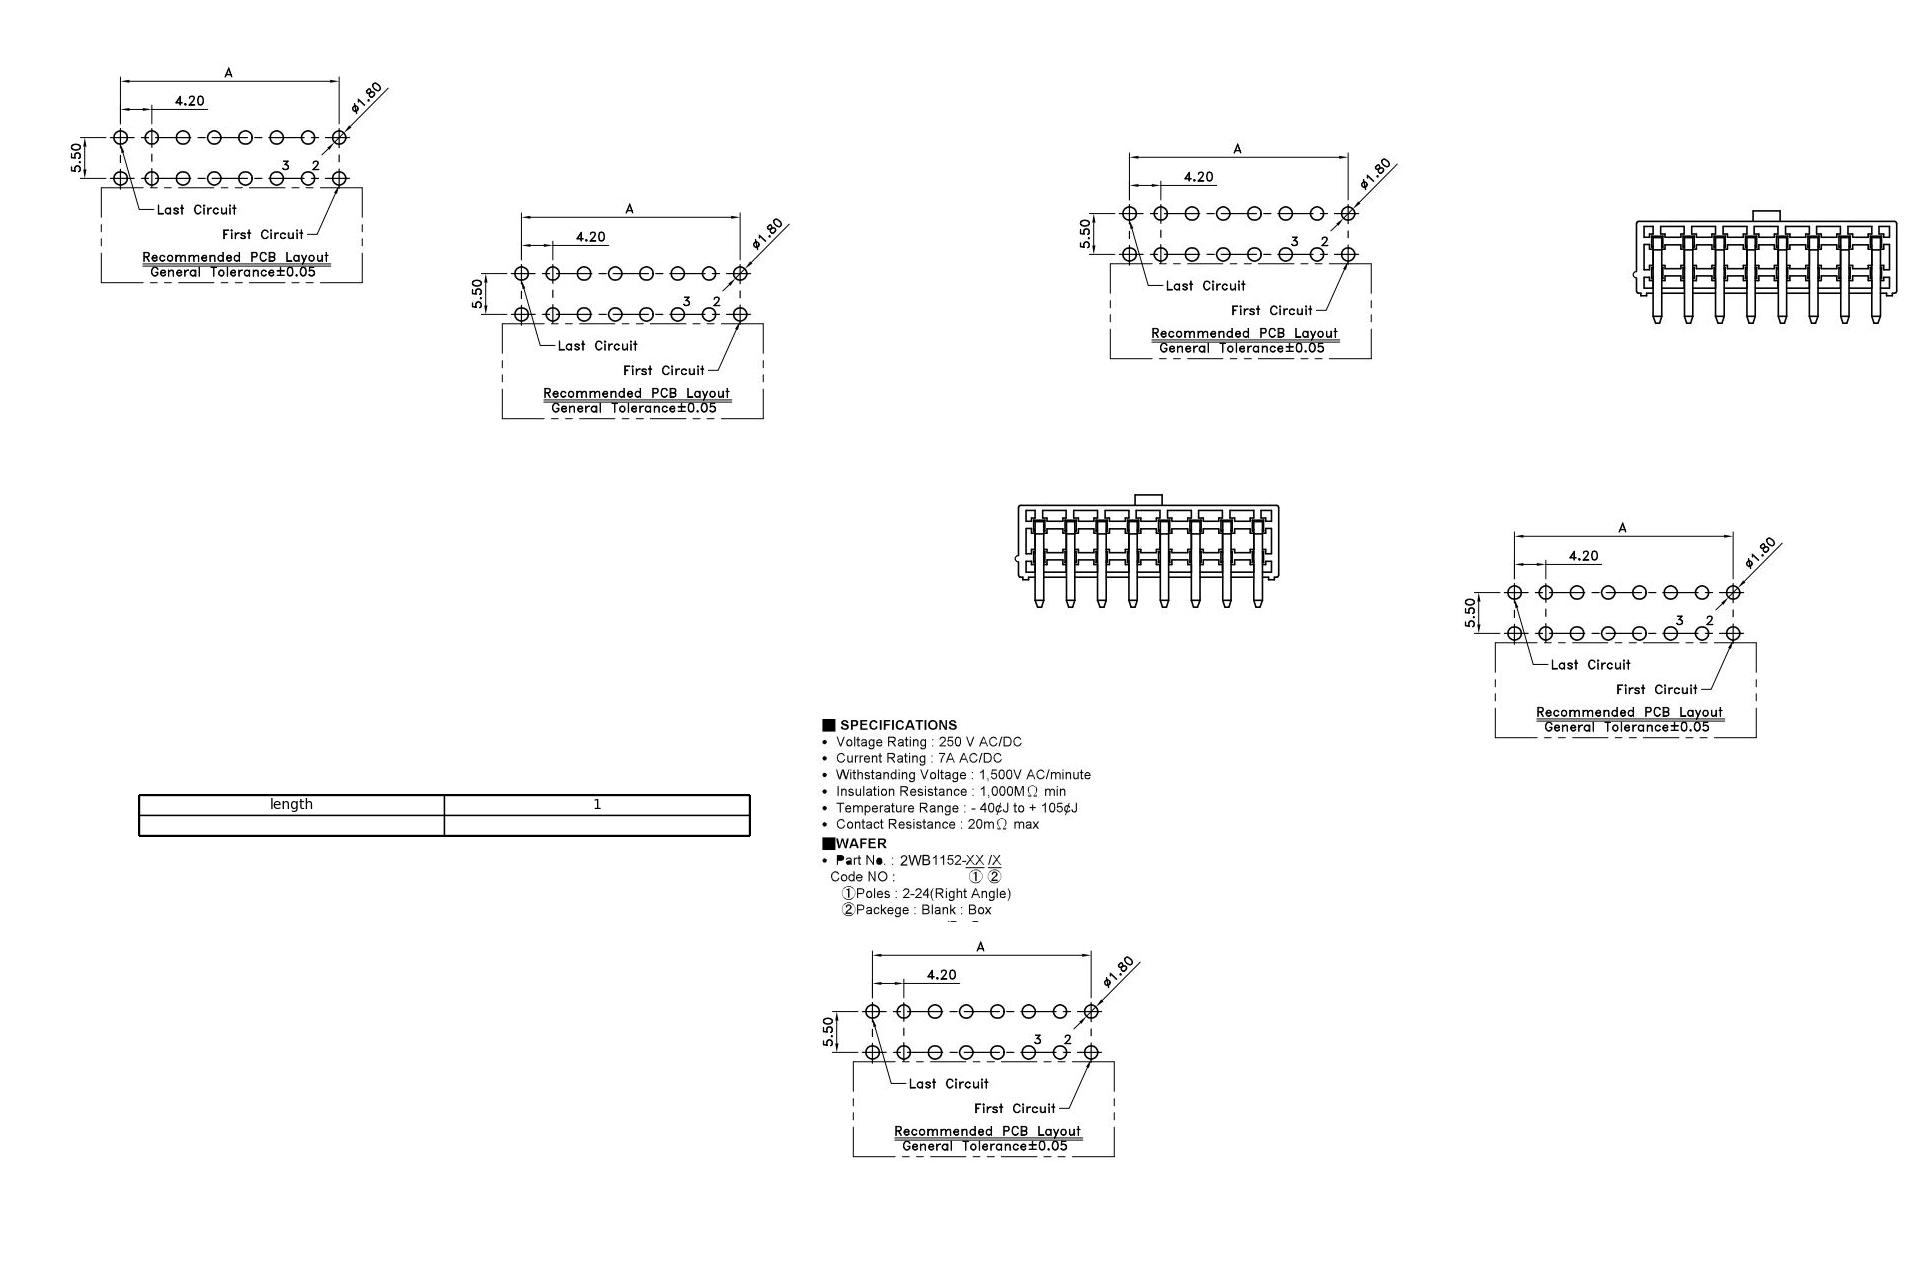 A
4.20
ø1.80
5.50
3 2
Last Circuit
First Circuit
Recommended PCB Layout
General Tolerance±0.05
A
4.20
ø1.80
5.50
3 2
Last Circuit
First Circuit
Recommended PCB Layout
General Tolerance±0.05
A
4.20
ø1.80
5.50
3 2
Last Circuit
First Circuit
Recommended PCB Layout
General Tolerance±0.05
A
4.20
ø1.80
5.50
3 2
Last Circuit
First Circuit
Recommended PCB Layout
General Tolerance±0.05
length 1
■ SPECIFICATIONS
• Voltage Rating : 250 V AC/DC
• Current Rating : 7A AC/DC
• Withstanding Voltage : 1,500V AC/minute
• Insulation Resistance : 1,000MΩ min
• Temperature Range : - 40¢J to + 105¢J
• Contact Resistance : 20mΩ max
■WAFER
• Part No. : 2WB1152-XX /X
Code NO : ① ②
①Poles : 2-24(Right Angle)
②Packege : Blank : Box
A
4.20
ø1.80
5.50
3 2
Last Circuit
First Circuit
Recommended PCB Layout
General Tolerance±0.05